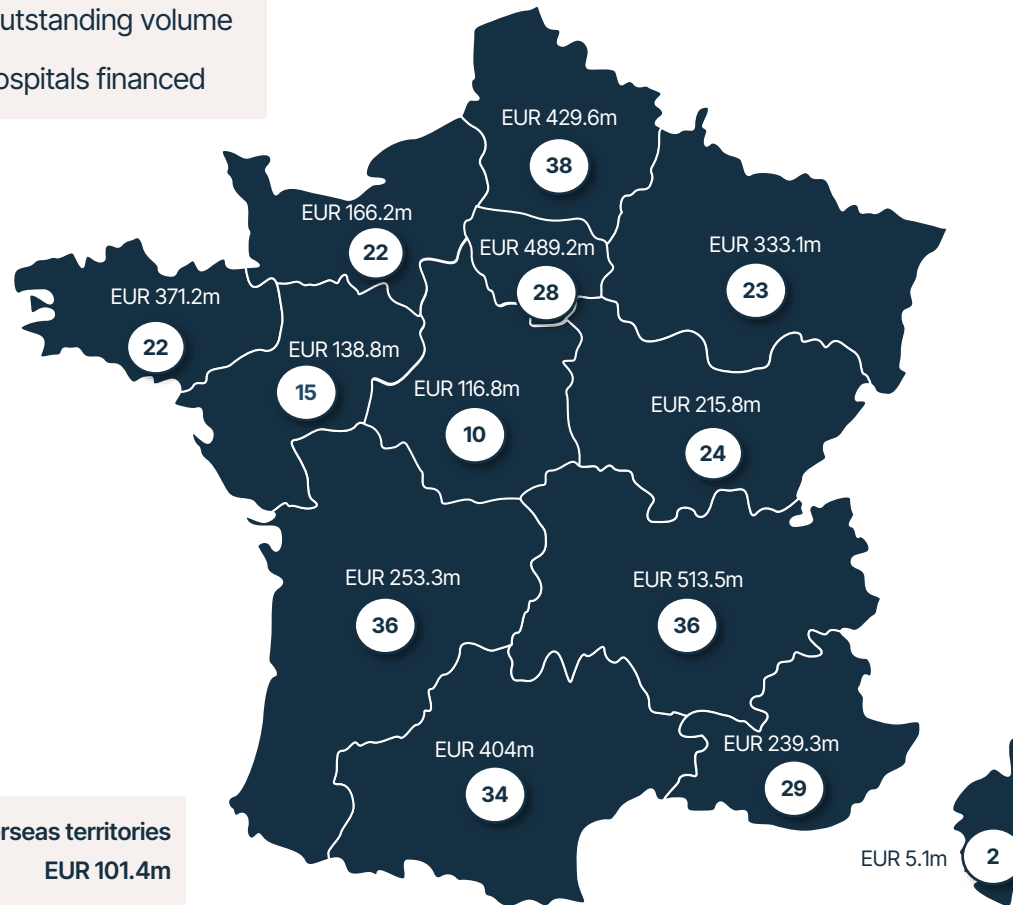 utstanding volume
ospitals financed
EUR 429.6m
38
EUR 166.2m
22
EUR 489.2m
28
EUR 333.1m
23
EUR 371.2m
22
EUR 138.8m
15
EUR 116.8m
10
EUR 215.8m
24
EUR 253.3m
36
EUR 513.5m
36
EUR 404m
34
EUR 239.3m
29
rseas territories
EUR 101.4m
EUR 5.1m
2